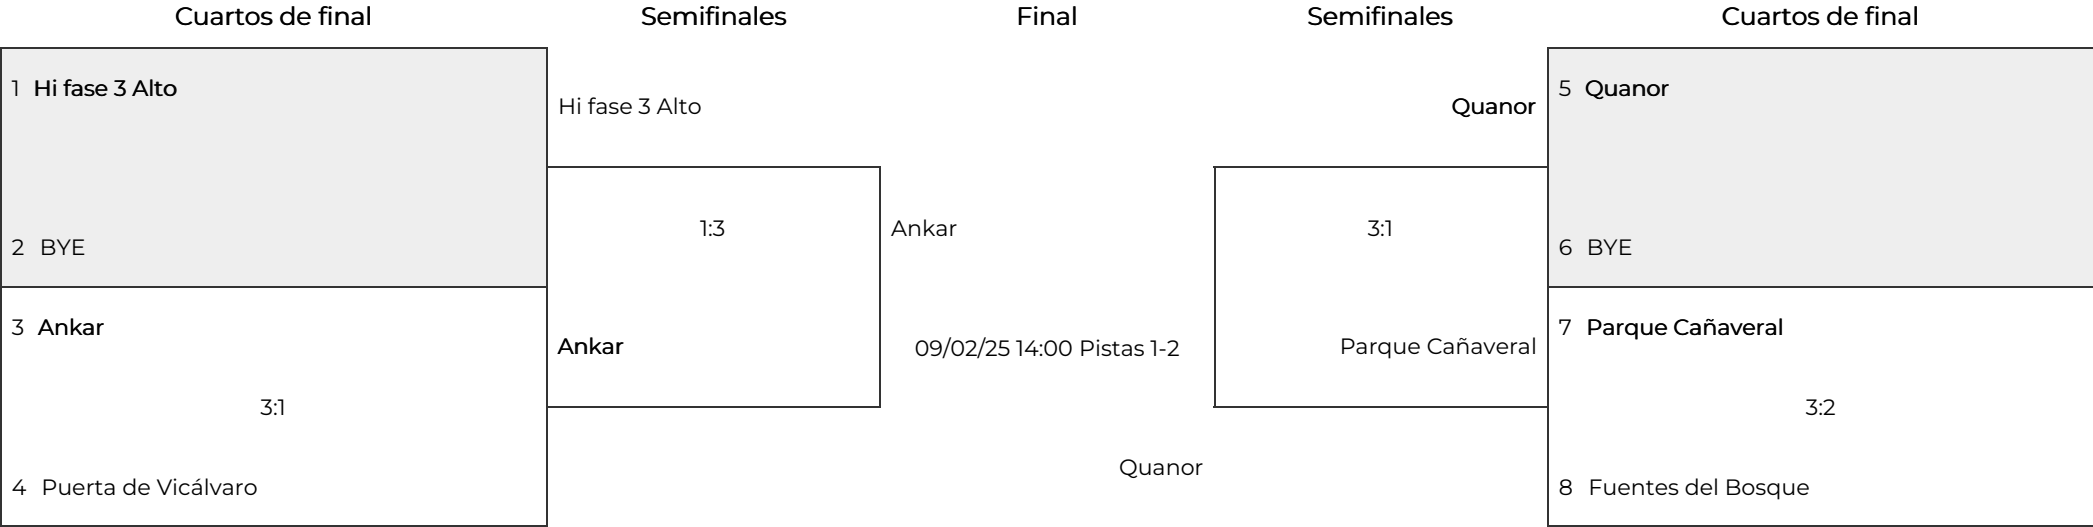 Cuartos de final
Semifinales
Final
Semifinales
Cuartos de final
1 Hi fase 3 Alto
2 BYE
3 Ankar
3:1
4 Puerta de Vicálvaro
Hi fase 3 Alto
1:3
Ankar
Ankar
09/02/25 14:00 Pistas 1-2
Quanor
Quanor
3:1
Parque Cañaveral
5 Quanor
6 BYE
7 Parque Cañaveral
3:2
8 Fuentes del Bosque